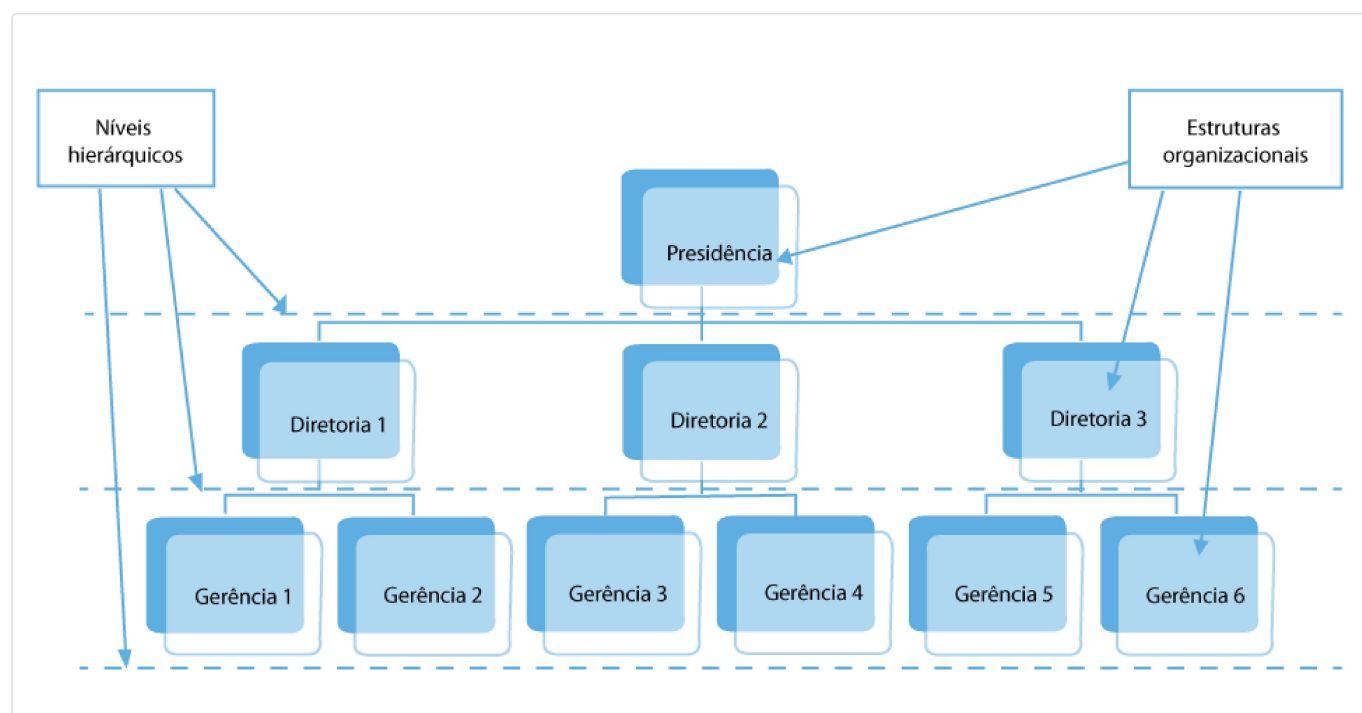 Níveis
hierárquicos
Estruturas
organizacionais
Presidência
Diretoria 1
Diretoria 2
Diretoria 3
Gerência 1
Gerência 2
Gerência 3
Gerência 4
Gerência 5
Gerência 6